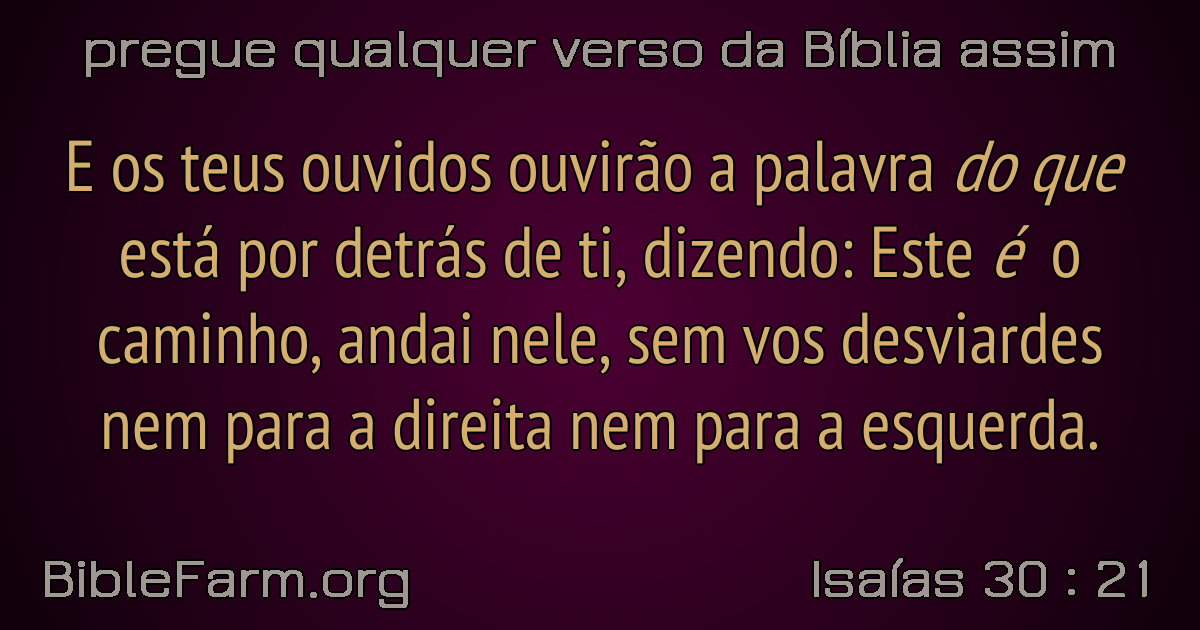 pregue qualquer verso da Bíblia assim
E os teus ouvidos ouvirão a palavra do que
está por detrás de ti, dizendo: Este é o
caminho, andai nele, sem vos desviardes
nem para a direita nem para a esquerda.
BibleFarm.org
Isaías 30 : 21